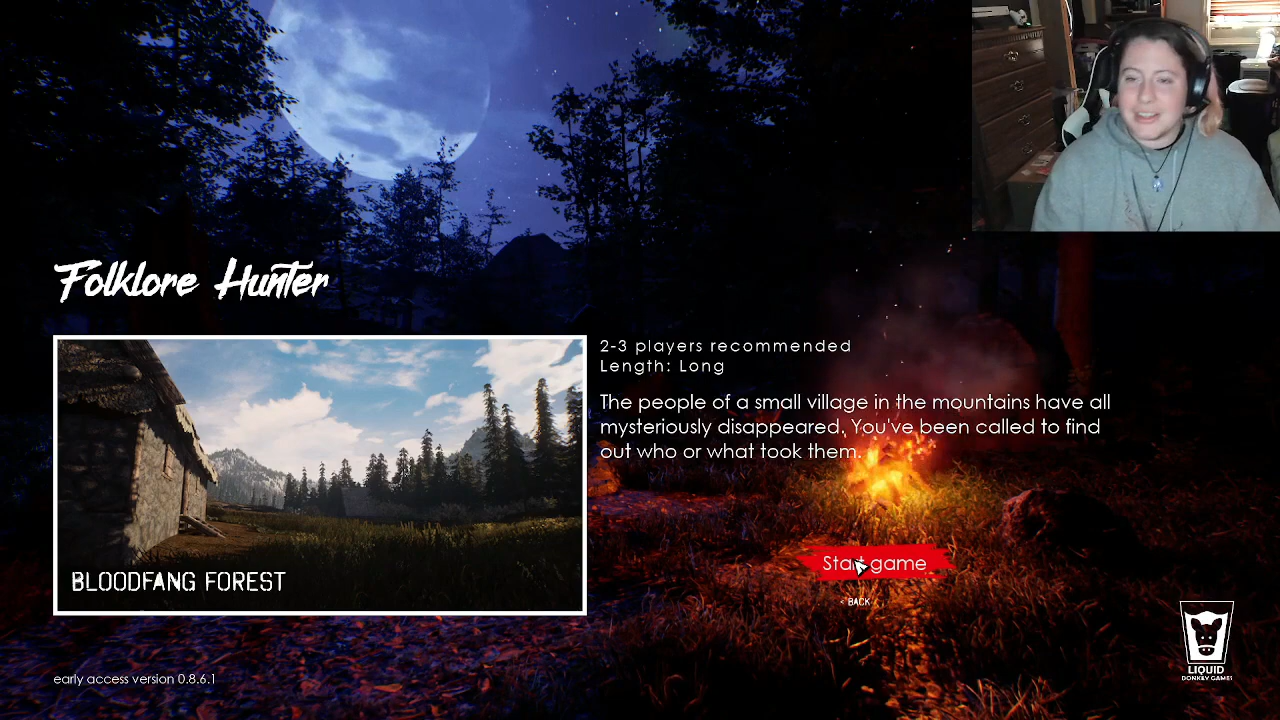 Folklore Hunter
2-3 players recommended
Length: Long
The people of a small village in the mountains have all
mysteriously disappeared, You've been called to find
out who or what took them.
BLOODFANG FOREST
Start game
< BACK
early access version 0.8.6.1
LIQUID
DONKEY GAMES